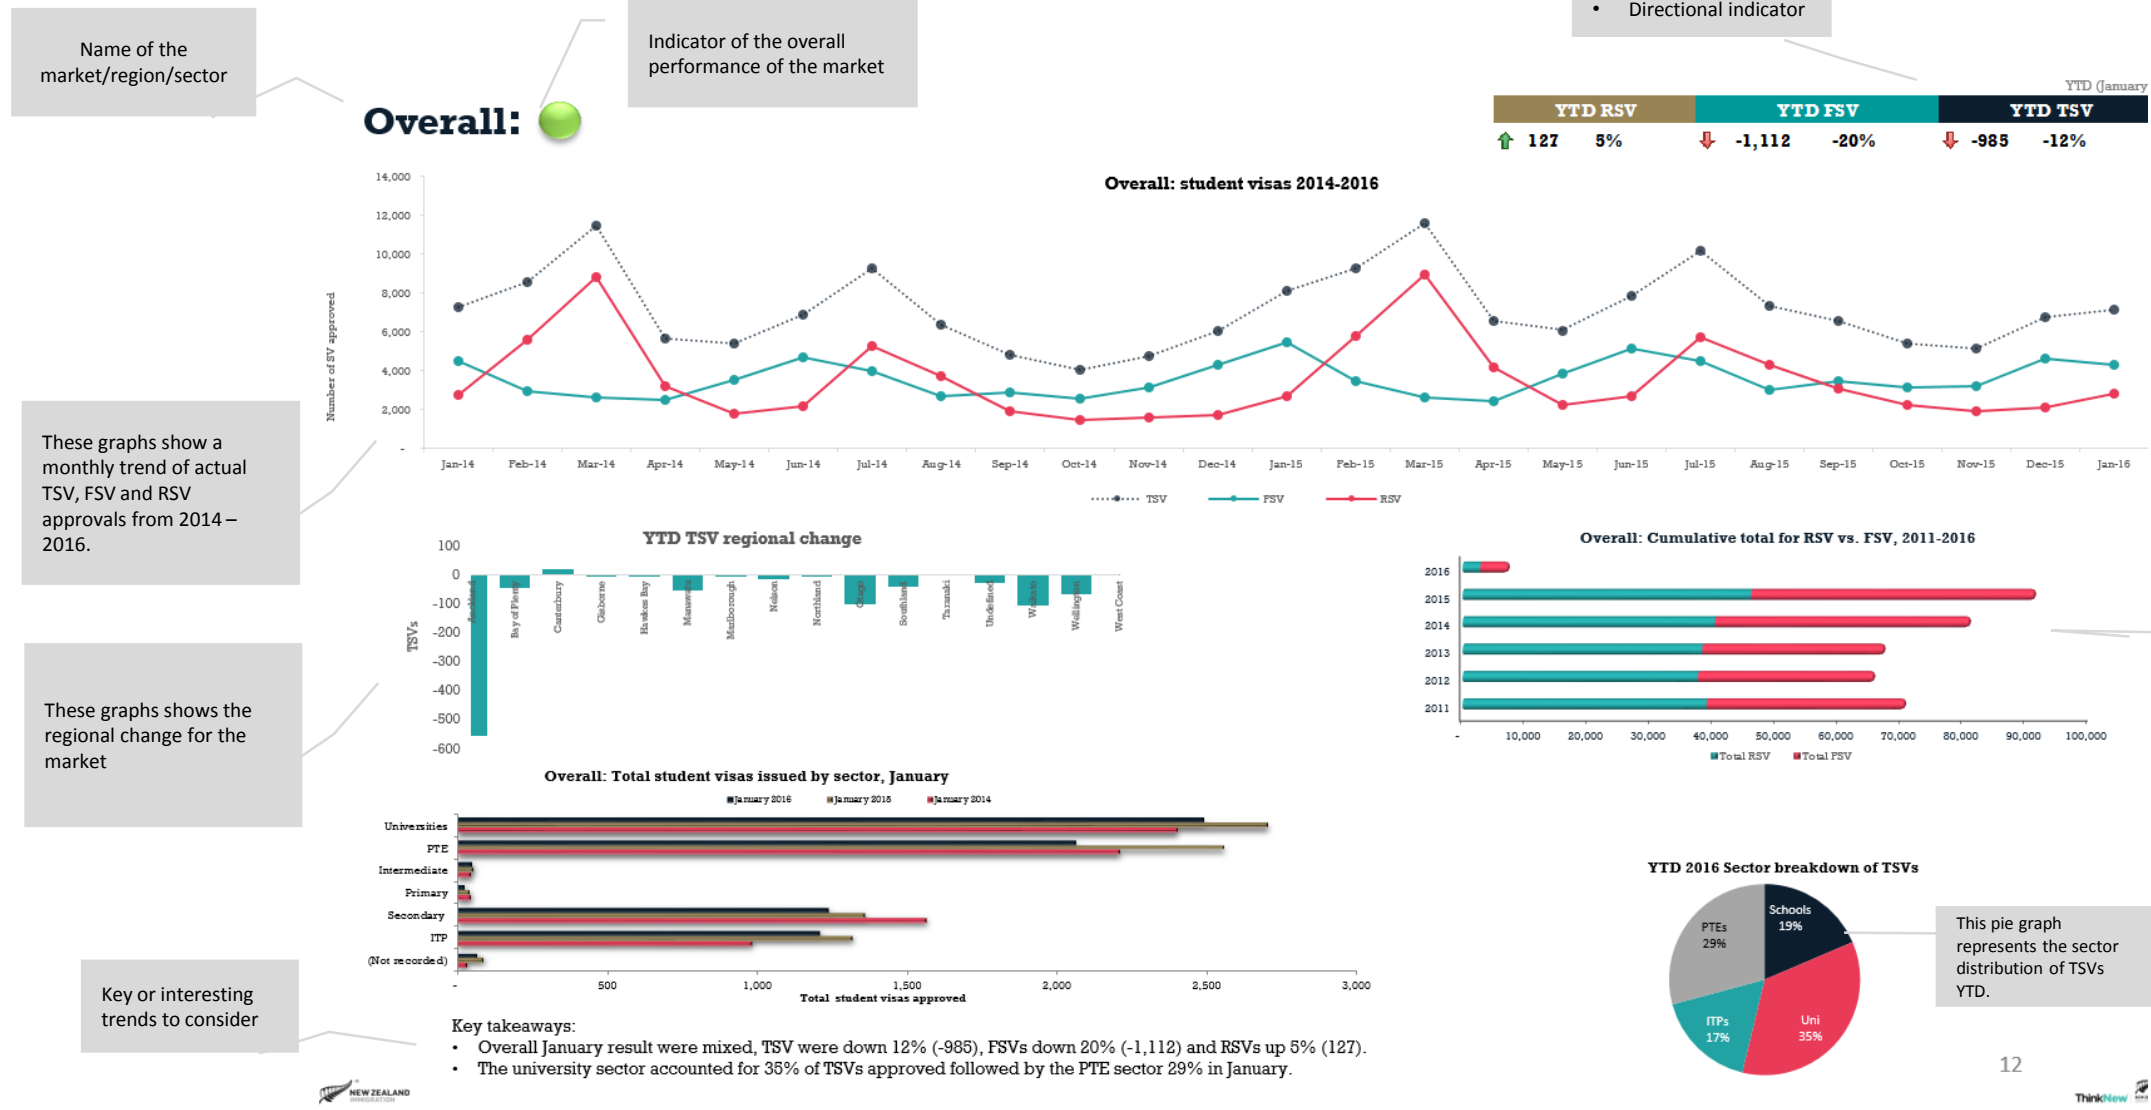 Name of the
market/region/sector
Indicator of the overall
performance of the market
• Directional indicator
Overall:
YTD (January
YTD RSV YTD FSV YTD TSV
127 5% -1,112 -20% -985 -12%
Overall: student visas 2014-2016
Number of SV approved
14,000
12,000
10,000
8,000
6,000
4,000
2,000
-
Jan-14 Feb-14 Mar-14 Apr-14 May-14 Jun-14 Jul-14 Aug-14 Sep-14 Oct-14 Nov-14 Dec-14 Jan-15 Feb-15 Mar-15 Apr-15 May-15 Jun-15 Jul-15 Aug-15 Sep-15 Oct-15 Nov-15 Dec-15 Jan-16
TSV FSV RSV
These graphs show a
monthly trend of actual
TSV, FSV and RSV
approvals from 2014 –
2016.
YTD TSV regional change
TSVs
100
0
-100
-200
-300
-400
-500
-600
Auckland
Bay of Plenty
Canterbury
Gisborne
Hawkes Bay
Manawatu
Marlborough
Nelson
Northland
Otago
Southland
Taranaki
Undefined
Waikato
Wellington
West Coast
Overall: Cumulative total for RSV vs. FSV, 2011-2016
2016
2015
2014
2013
2012
2011
- 10,000 20,000 30,000 40,000 50,000 60,000 70,000 80,000 90,000 100,000
Total RSV Total FSV
These graphs shows the
regional change for the
market
Overall: Total student visas issued by sector, January
January 2016 January 2015 January 2014
Universities
PTE
Intermediate
Primary
Secondary
ITP
(Not recorded)
- 500 1,000 1,500 2,000 2,500 3,000
Total student visas approved
YTD 2016 Sector breakdown of TSVs
Schools
19%
PTEs
29%
ITPs
17%
Uni
35%
This pie graph
represents the sector
distribution of TSVs
YTD.
Key or interesting
trends to consider
Key takeaways:
• Overall January result were mixed, TSV were down 12% (-985), FSVs down 20% (-1,112) and RSVs up 5% (127).
• The university sector accounted for 35% of TSVs approved followed by the PTE sector 29% in January.
12
NEW ZEALAND
IMMIGRATION
ThinkNew